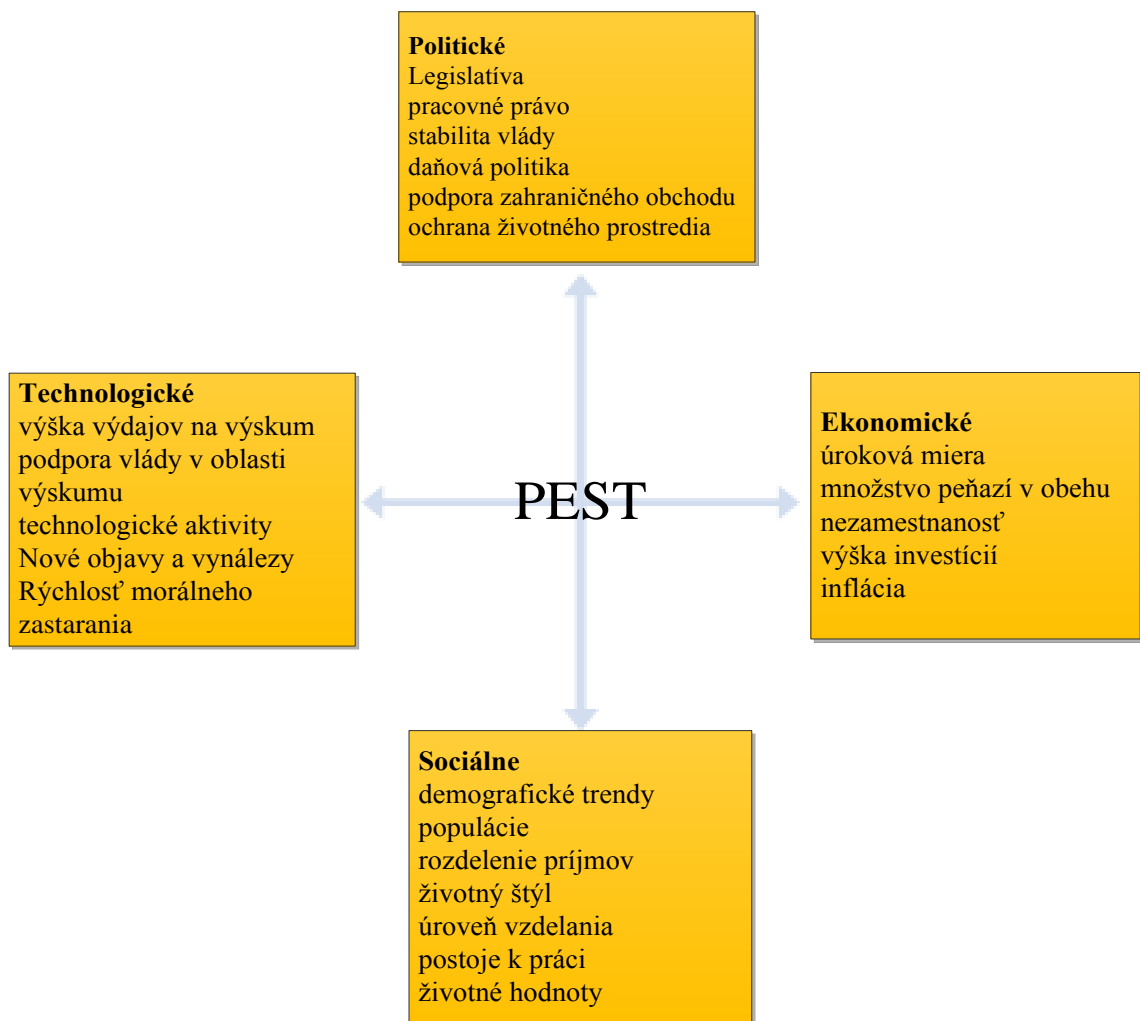 Politické
Legislatíva
pracovné právo
stabilita vlády
daňová politika
podpora zahraničného obchodu
ochrana životného prostredia
Technologické
výška výdajov na výskum
podpora vlády v oblasti
výskumu
technologické aktivity
Nové objavy a vynálezy
Rýchlosť morálneho
zastarania
PEST
Ekonomické
úroková miera
množstvo peňazí v obehu
nezamestnanosť
výška investícií
inflácia
Sociálne
demografické trendy
populácie
rozdelenie príjmov
životný štýl
úroveň vzdelania
postoje k práci
životné hodnoty